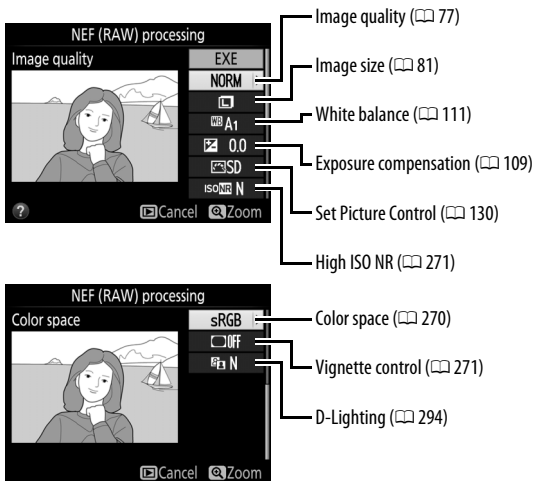 NEF (RAW) processing
Image quality
EXE
NORM
L
WB A1
0.0
SD
ISO NR N
? Cancel Zoom
Image quality (77)
Image size (81)
White balance (111)
Exposure compensation (109)
Set Picture Control (130)
High ISO NR (271)
NEF (RAW) processing
Color space
sRGB
OFF
N
Cancel Zoom
Color space (270)
Vignette control (271)
D-Lighting (294)